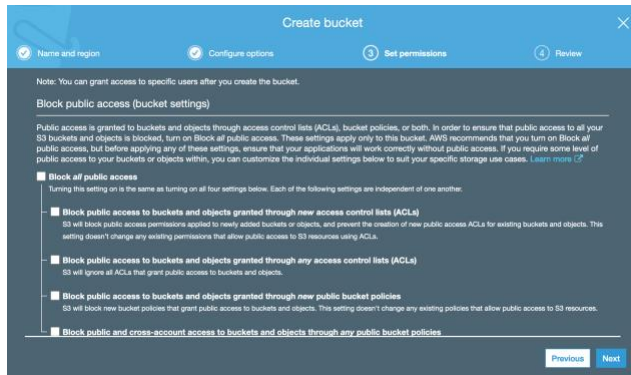 Create bucket
Name and region
Configure options
3 Set permissions
4 Review
Note: You can grant access to specific users after you create the bucket.
Block public access (bucket settings)
Public access is granted to buckets and objects through access control lists (ACLs), bucket policies, or both. In order to ensure that public access to all your
S3 buckets and objects is blocked, turn on Block all public access. These settings apply only to this bucket. AWS recommends that you turn on Block all
public access, but before applying any of these settings, ensure that your applications will work correctly without public access. If you require some level of
public access to your buckets or objects within, you can customize the individual settings below to suit your specific storage use cases. Learn more
Block all public access
Turning this setting on is the same as turning on all four settings below. Each of the following settings are independent of one another.
Block public access to buckets and objects granted through new access control lists (ACLs)
S3 will block public access permissions applied to newly added buckets or objects, and prevent the creation of new public access ACLs for existing buckets and objects. This
setting doesn't change any existing permissions that allow public access to S3 resources using ACLs.
Block public access to buckets and objects granted through any access control lists (ACLs)
S3 will ignore all ACLs that grant public access to buckets and objects.
Block public access to buckets and objects granted through new public bucket policies
S3 will block new bucket policies that grant public access to buckets and objects. This setting doesn't change any existing policies that allow public access to S3 resources.
Block public and cross-account access to buckets and objects through any public bucket policies
Previous
Next